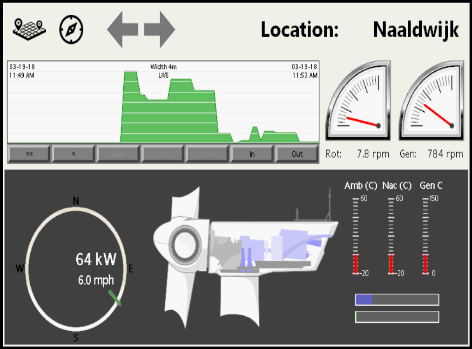 Location: Naaldwijk
03-19-18 Width 4m 03-19-18
11:49 AM LIVE 11:53 AM
<< < In Out
Rot: 7.8 rpm Gen: 784 rpm
Amb (C) Nac (C) Gen C
60 60 150
-20 -20 0
N
W E
S
64 kW
6.0 mph